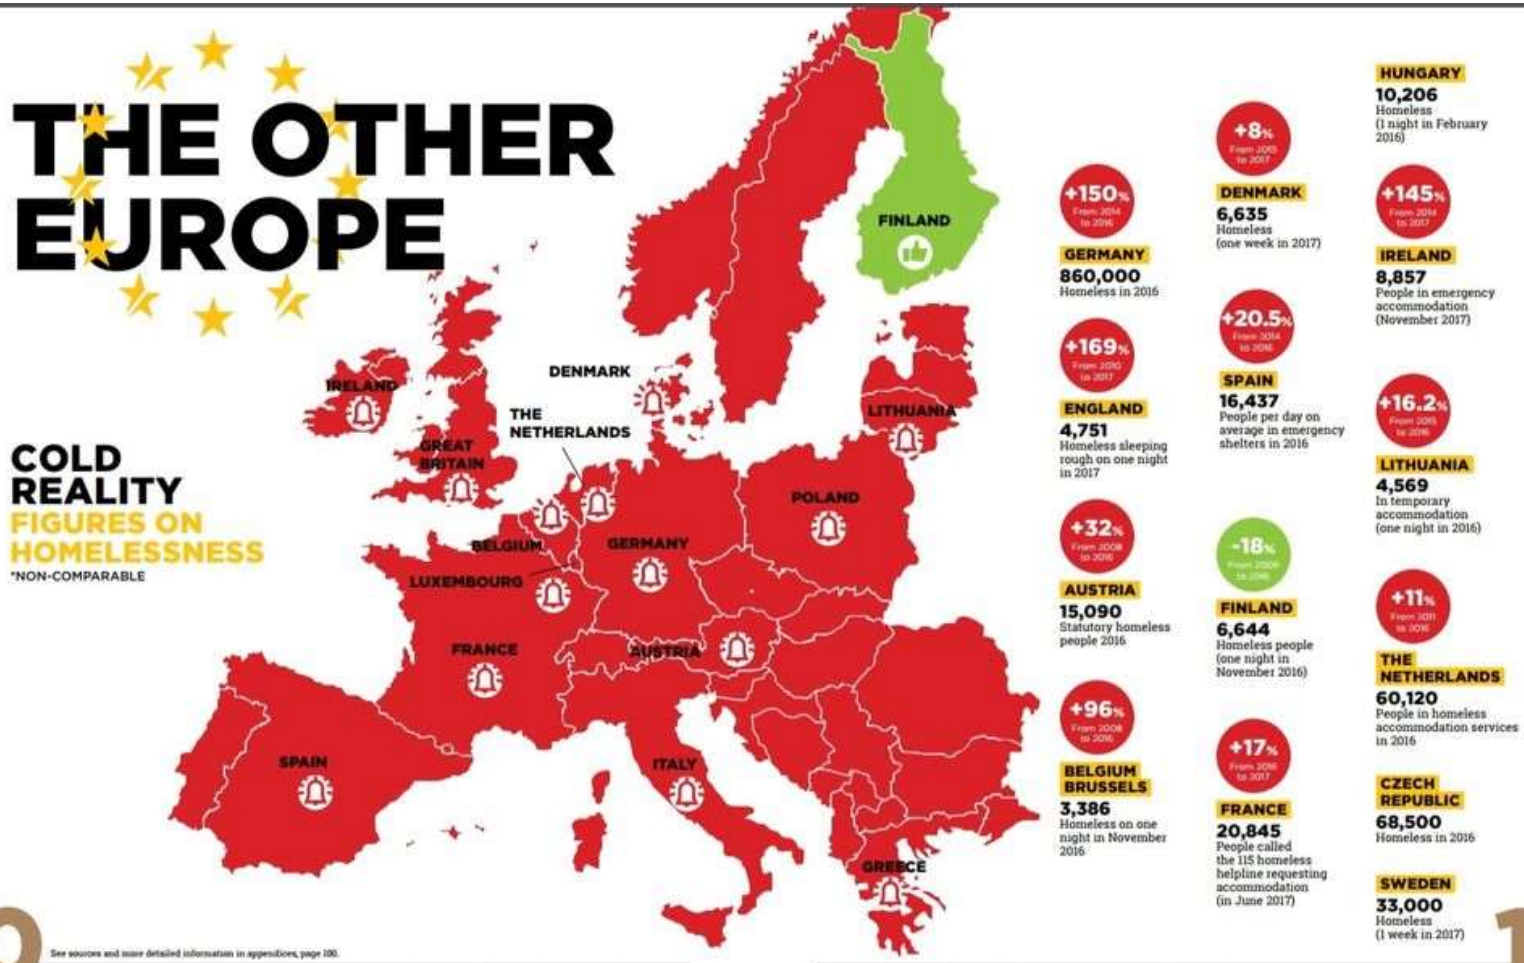 THE OTHER
EUROPE
COLD
REALITY
FIGURES ON
HOMELESSNESS
*NON-COMPARABLE
FINLAND
IRELAND
GREAT
BRITAIN
DENMARK
THE
NETHERLANDS
LITHUANIA
POLAND
BELGIUM
GERMANY
LUXEMBOURG
FRANCE
AUSTRIA
SPAIN
ITALY
GREECE
+150%
From 2014
to 2016
GERMANY
860,000
Homeless in 2016
+169%
From 2010
to 2017
ENGLAND
4,751
Homeless sleeping
rough on one night
in 2017
+32%
From 2008
to 2016
AUSTRIA
15,090
Statutory homeless
people 2016
+96%
From 2008
to 2016
BELGIUM
BRUSSELS
3,386
Homeless on one
night in November
2016
+8%
From 2015
to 2017
DENMARK
6,635
Homeless
(one week in 2017)
+20.5%
From 2014
to 2016
SPAIN
16,437
People per day on
average in emergency
shelters in 2016
-18%
From
to 2016
FINLAND
6,644
Homeless people
(one night in
November 2016)
+17%
From 2016
to 2017
FRANCE
20,845
People called
the 115 homeless
helpline requesting
accommodation
(in June 2017)
HUNGARY
10,206
Homeless
(1 night in February
2016)
+145%
From 2014
to 2017
IRELAND
8,857
People in emergency
accommodation
(November 2017)
+16.2%
From 2015
to 2016
LITHUANIA
4,569
In temporary
accommodation
(one night in 2016)
+11%
From 2011
to 2016
THE
NETHERLANDS
60,120
People in homeless
accommodation services
in 2016
CZECH
REPUBLIC
68,500
Homeless in 2016
SWEDEN
33,000
Homeless
(1 week in 2017)
See sources and more detailed information in appendices, page 100.